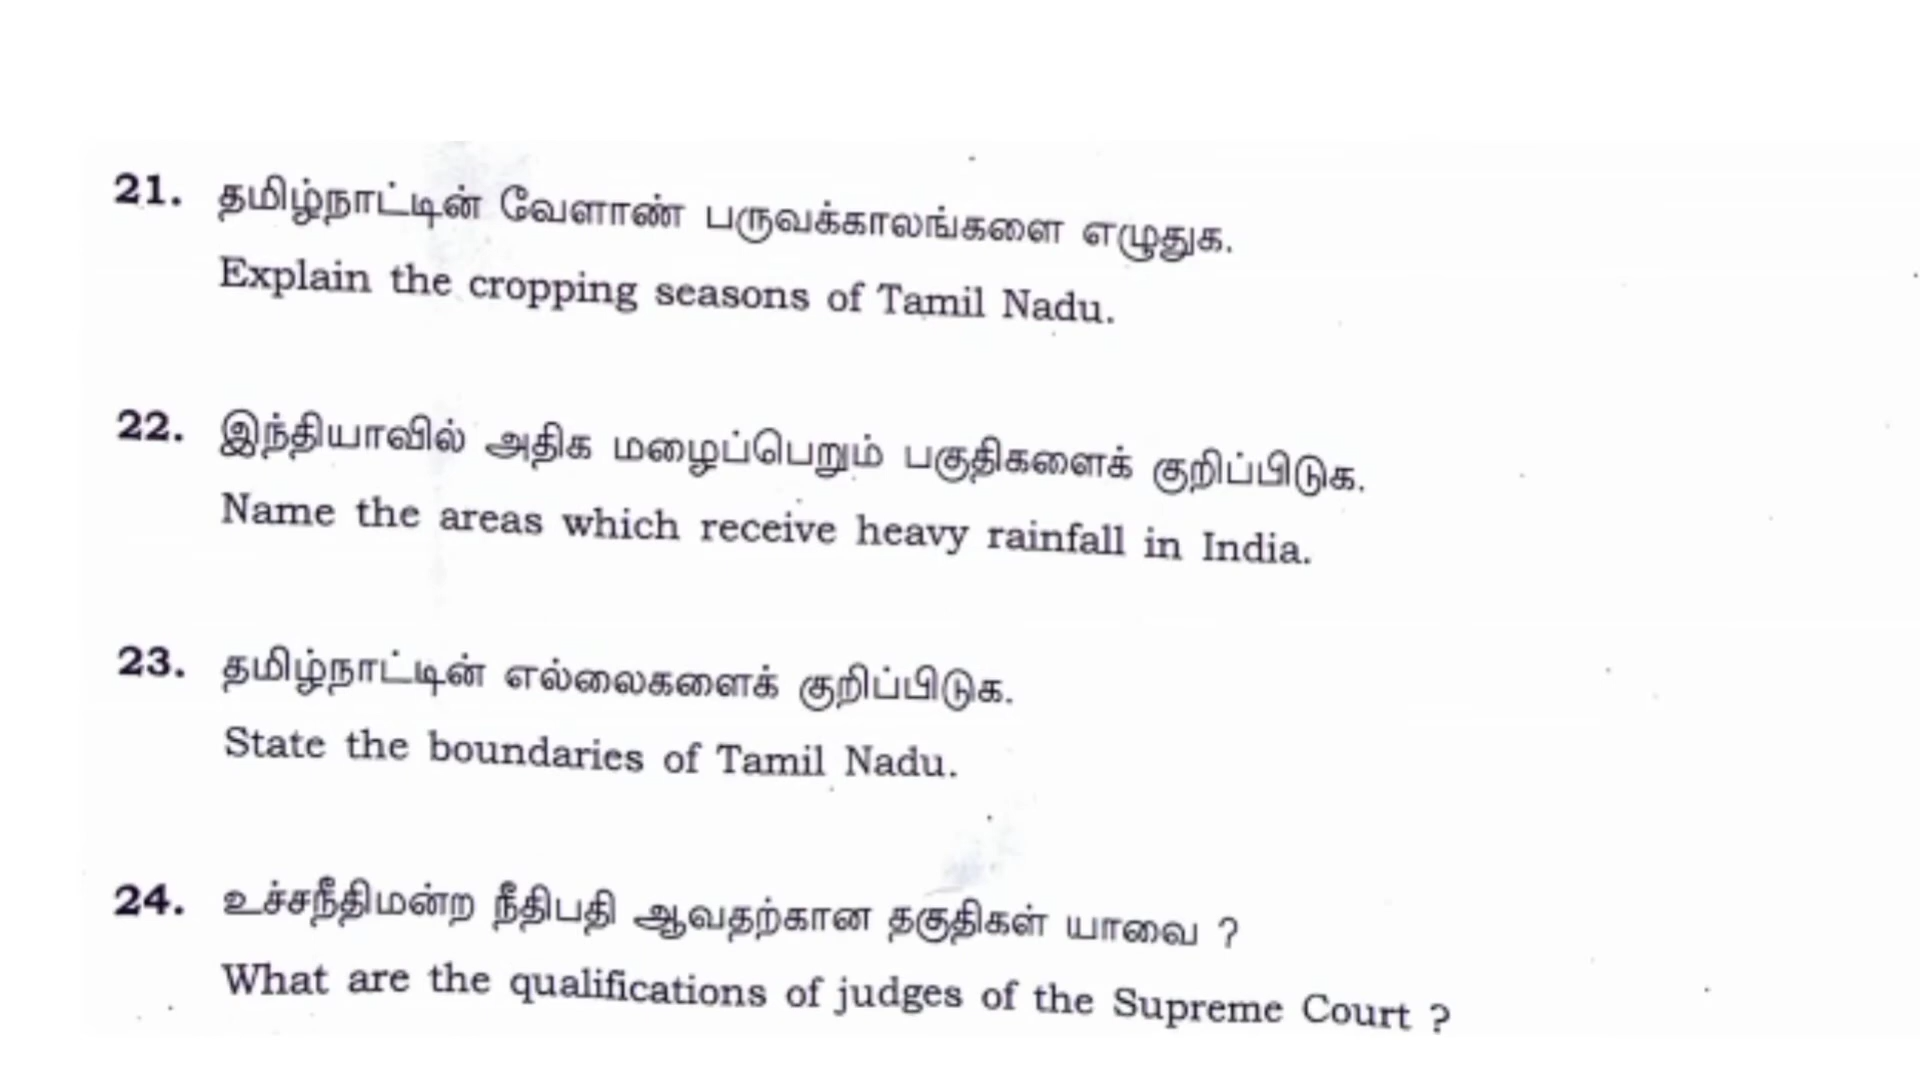 21. தமிழ்நாட்டின் வேளாண் பருவக்காலங்களை எழுதுக.
Explain the cropping seasons of Tamil Nadu.
22. இந்தியாவில் அதிக மழைப்பெறும் பகுதிகளைக் குறிப்பிடுக.
Name the areas which receive heavy rainfall in India.
23. தமிழ்நாட்டின் எல்லைகளைக் குறிப்பிடுக.
State the boundaries of Tamil Nadu.
24. உச்சநீதிமன்ற நீதிபதி ஆவதற்கான தகுதிகள் யாவை ?
What are the qualifications of judges of the Supreme Court ?